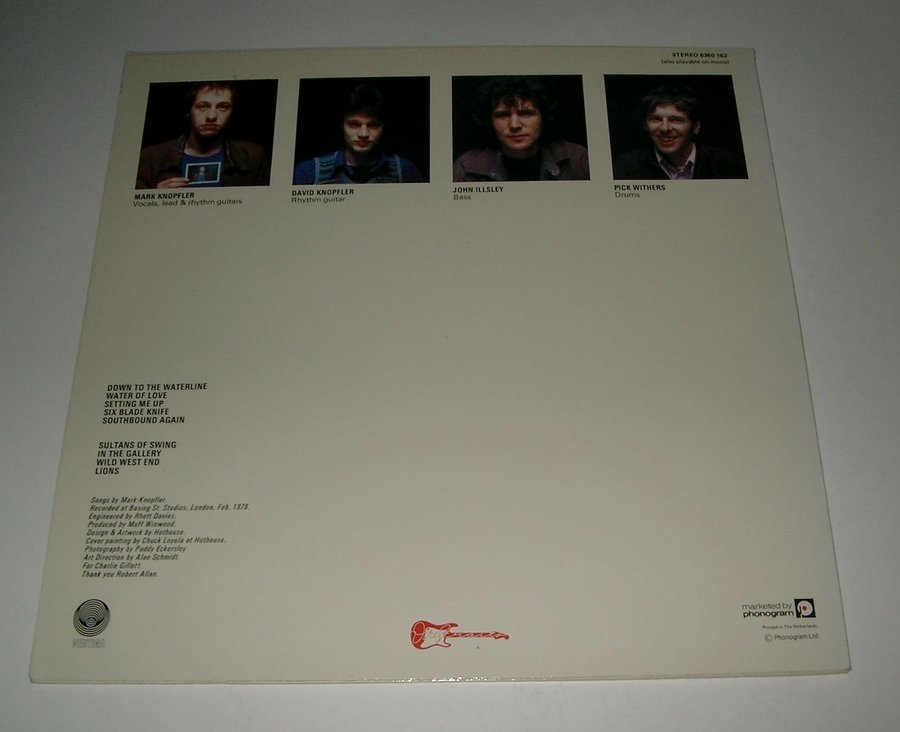 STEREO 6360 162
(also playable on mono)
MARK KNOPFLER
Vocals, lead & rhythm guitars
DAVID KNOPFLER
Rhythm guitar
JOHN ILLSLEY
Bass
PICK WITHERS
Drums
DOWN TO THE WATERLINE
WATER OF LOVE
SETTING ME UP
SIX BLADE KNIFE
SOUTHBOUND AGAIN
SULTANS OF SWING
IN THE GALLERY
WILD WEST END
LIONS
Songs by Mark Knopfler.
Recorded at Basing St. Studios, London, Feb. 1978.
Engineered by Rhett Davies.
Produced by Muff Winwood.
Design & Artwork by Hothouse.
Cover painting by Chuck Loyola at Hothouse.
Photography by Paddy Eckersley
Art Direction by Alan Schmidt.
For Charlie Gillett.
Thank you Robert Allan.
VERTIGO
marketed by
phonogram
Printed in The Netherlands
© Phonogram Ltd.